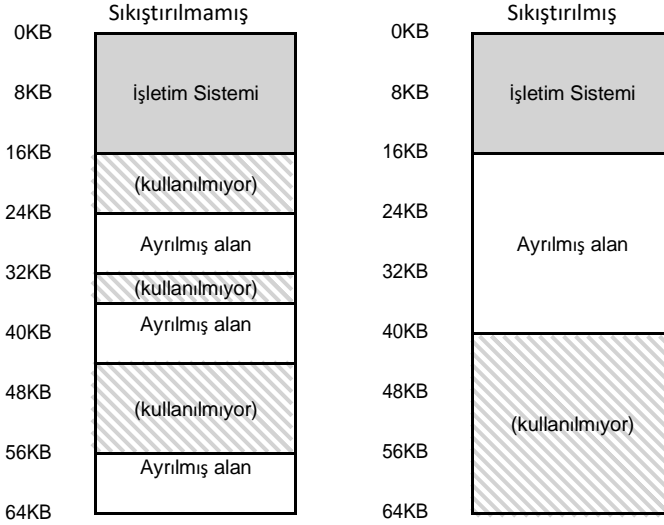 Sıkıştırılmamış
0KB
8KB
İşletim Sistemi
16KB
(kullanılmıyor)
24KB
Ayrılmış alan
32KB
(kullanılmıyor)
Ayrılmış alan
40KB
48KB
(kullanılmıyor)
56KB
Ayrılmış alan
64KB
Sıkıştırılmış
0KB
8KB
İşletim Sistemi
16KB
24KB
Ayrılmış alan
32KB
40KB
48KB
(kullanılmıyor)
56KB
64KB